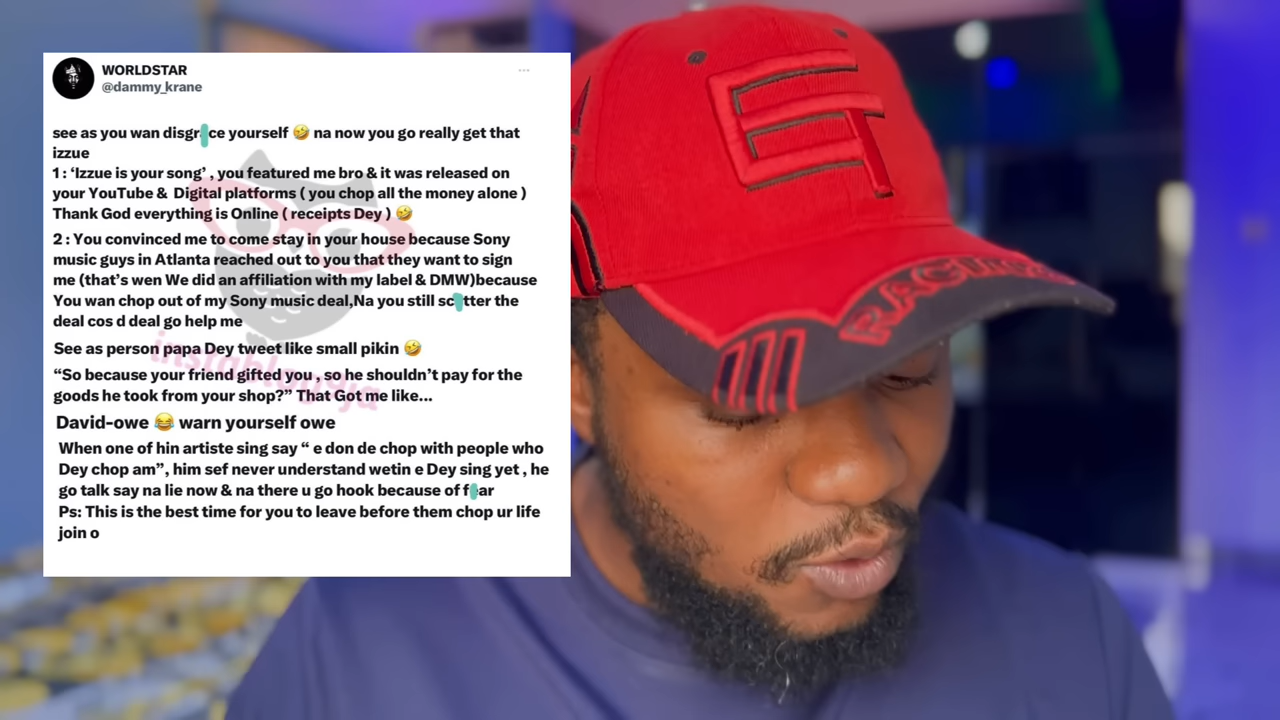 WORLDSTAR
@dammy_krane
see as you wan disgrace yourself 🤣 na now you go really get that
izzue
1 : ‘Izzue is your song’ , you featured me bro & it was released on
your YouTube & Digital platforms ( you chop all the money alone )
Thank God everything is Online ( receipts Dey ) 🤣
2 : You convinced me to come stay in your house because Sony
music guys in Atlanta reached out to you that they want to sign
me (that’s wen We did an affiliation with my label & DMW)because
You wan chop out of my Sony music deal,Na you still scatter the
deal cos d deal go help me
See as person papa Dey tweet like small pikin 🤣
“So because your friend gifted you , so he shouldn’t pay for the
goods he took from your shop?” That Got me like...
David-owe 😂 warn yourself owe
When one of hin artiste sing say “ e don de chop with people who
Dey chop am”, him sef never understand wetin e Dey sing yet , he
go talk say na lie now & na there u go hook because of fear
Ps: This is the best time for you to leave before them chop ur life
join o
instablog9ja
RACING